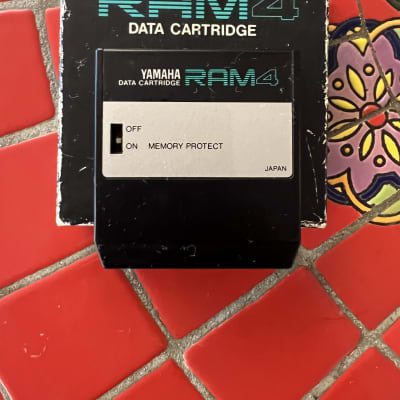 RAM4
DATA CARTRIDGE
YAMAHA
DATA CARTRIDGE RAM4
OFF
ON MEMORY PROTECT
JAPAN